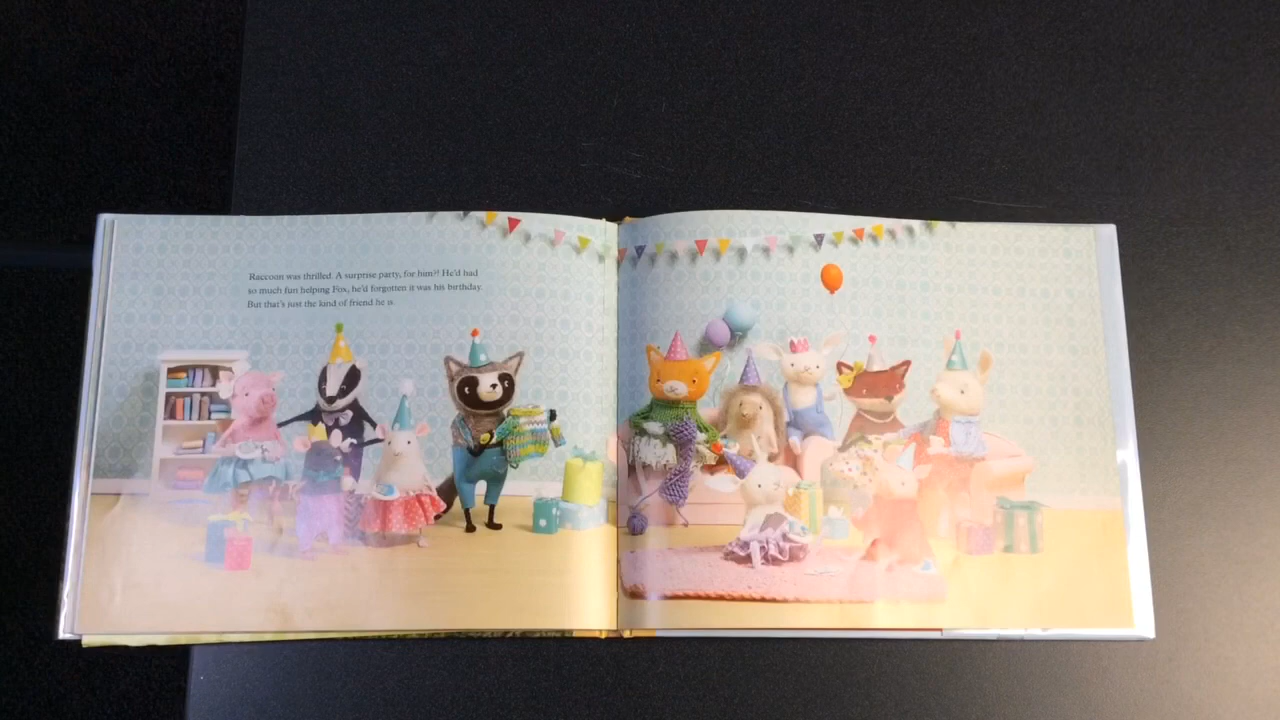 Raccoon was thrilled. A surprise party, for him?! He'd had
so much fun helping Fox, he'd forgotten it was his birthday.
But that's just the kind of friend he is.